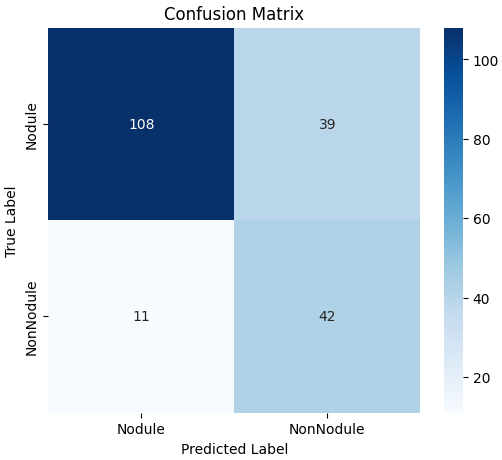 Confusion Matrix
True Label
Nodule
108
39
NonNodule
11
42
Nodule
NonNodule
Predicted Label
100
80
60
40
20